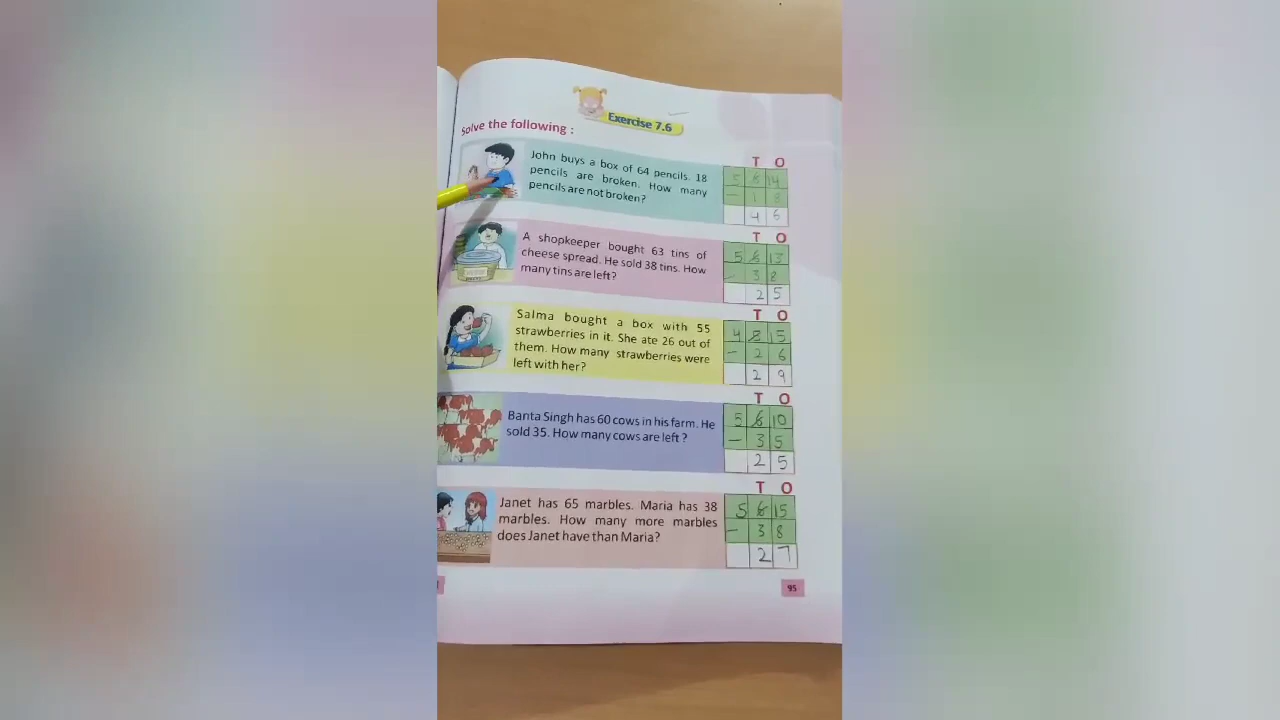 Exercise 7.6
Solve the following :
John buys a box of 64 pencils. 18
pencils are broken. How many
pencils are not broken?
T O
5 6 14
- 1 8
4 6
A shopkeeper bought 63 tins of
cheese spread. He sold 38 tins. How
many tins are left?
T O
5 6 13
- 3 8
2 5
Salma bought a box with 55
strawberries in it. She ate 26 out of
them. How many strawberries were
left with her?
T O
4 5 15
- 2 6
2 9
Banta Singh has 60 cows in his farm. He
sold 35. How many cows are left ?
T O
5 6 10
- 3 5
2 5
Janet has 65 marbles. Maria has 38
marbles. How many more marbles
does Janet have than Maria?
T O
5 6 15
- 3 8
2 7
95